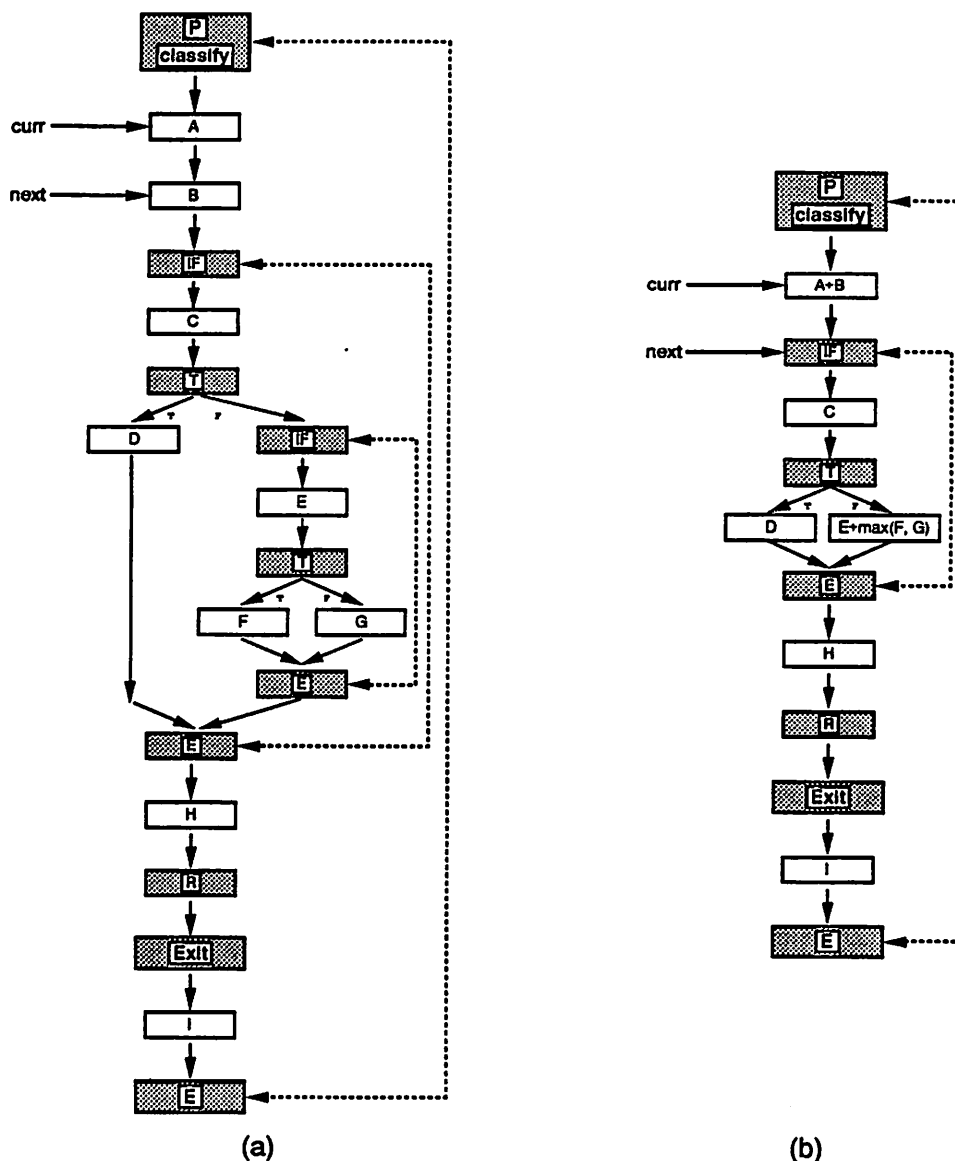 P
classify
curr
A
next
B
IF
C
T
T F
D
IF
E
T
T F
F
G
E
E
H
R
Exit
I
E
(a)
P
classify
curr
A+B
next
IF
C
T
T F
D
E+max(F, G)
E
H
R
Exit
I
E
(b)